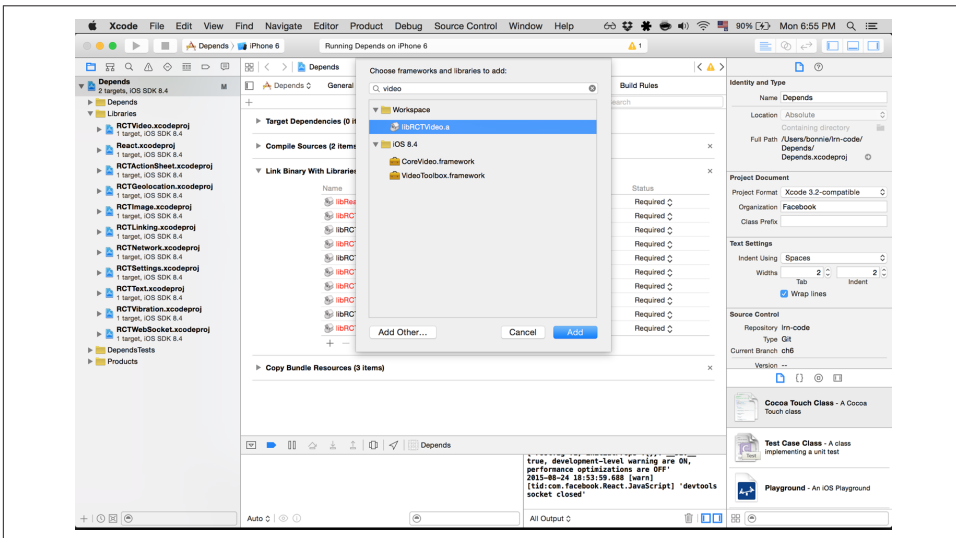 Xcode File Edit View Find Navigate Editor Product Debug Source Control Window Help 90% Mon 6:55 PM
Depends iPhone 6 Running Depends on iPhone 6 1
Depends
2 targets, iOS SDK 8.4
M
Depends
Libraries
RCTVideo.xcodeproj
1 target, iOS SDK 8.4
React.xcodeproj
1 target, iOS SDK 8.4
RCTActionSheet.xcodeproj
1 target, iOS SDK 8.4
RCTGeolocation.xcodeproj
1 target, iOS SDK 8.4
RCTImage.xcodeproj
1 target, iOS SDK 8.4
RCTLinking.xcodeproj
1 target, iOS SDK 8.4
RCTNetwork.xcodeproj
1 target, iOS SDK 8.4
RCTSettings.xcodeproj
1 target, iOS SDK 8.4
RCTText.xcodeproj
1 target, iOS SDK 8.4
RCTVibration.xcodeproj
1 target, iOS SDK 8.4
RCTWebSocket.xcodeproj
1 target, iOS SDK 8.4
DependsTests
Products
Depends
Depends General Build Rules
Target Dependencies (0 it
Compile Sources (2 items
Link Binary With Libraries
Name Status
libRea Required
libRC Required
libRCT Required
libRC Required
libRCT Required
libRC Required
libRC Required
libRC Required
libRC Required
libRC Required
Copy Bundle Resources (3 items)
Choose frameworks and libraries to add:
video
Workspace
libRCTVideo.a
iOS 8.4
CoreVideo.framework
VideoToolbox.framework
Add Other... Cancel Add
Depends
true, development-level warning are ON,
performance optimizations are OFF'
2015-08-24 18:53:59.688 [warn]
[tid:com.facebook.React.JavaScript] 'devtools
socket closed'
Auto All Output
Identity and Type
Name Depends
Location Absolute
Containing directory
Full Path /Users/bonnie/lrn-code/
Depends/
Depends.xcodeproj
Project Document
Project Format Xcode 3.2-compatible
Organization Facebook
Class Prefix
Text Settings
Indent Using Spaces
Widths 2 2
Tab Indent
Wrap lines
Source Control
Repository lrn-code
Type Git
Current Branch ch6
Version --
Cocoa Touch Class - A Cocoa
Touch class
Test Case Class - A class
implementing a unit test
Playground - An iOS Playground